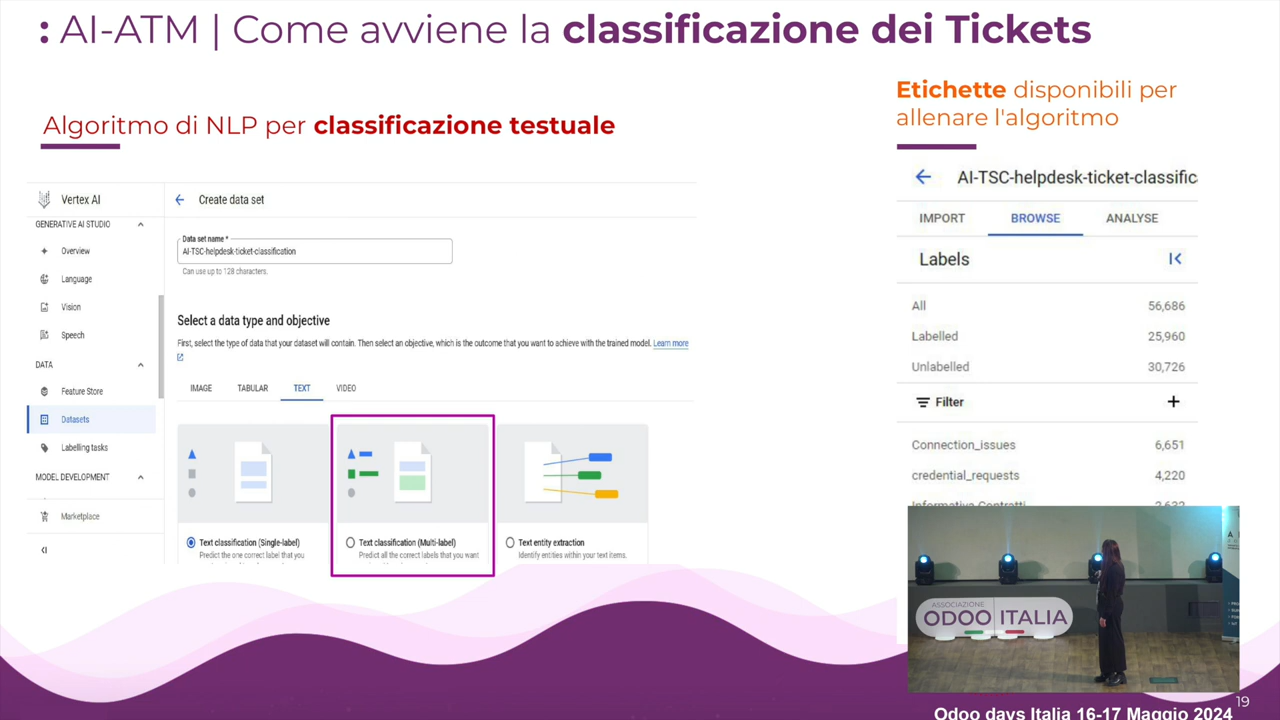 : AI-ATM | Come avviene la classificazione dei Tickets
Algoritmo di NLP per classificazione testuale
Etichette disponibili per
allenare l'algoritmo
Vertex AI
GENERATIVE AI STUDIO
Overview
Language
Vision
Speech
DATA
Feature Store
Datasets
Labelling tasks
MODEL DEVELOPMENT
Marketplace
Create data set
Data set name *
AI-TSC-helpdesk-ticket-classification
Can use up to 128 characters.
Select a data type and objective
First, select the type of data that your dataset will contain. Then select an objective, which is the outcome that you want to achieve with the trained model. Learn more
IMAGE TABULAR TEXT VIDEO
Text classification (Single-label)
Predict the one correct label that you
Text classification (Multi-label)
Predict all the correct labels that you want
Text entity extraction
Identify entities within your text items.
AI-TSC-helpdesk-ticket-classific
IMPORT BROWSE ANALYSE
Labels
All 56,686
Labelled 25,960
Unlabelled 30,726
Filter
Connection_issues 6,651
credential_requests 4,220
Informativa Contratti 2,632
ASSOCIAZIONE
ODOO ITALIA
19
Odoo days Italia 16-17 Maggio 2024